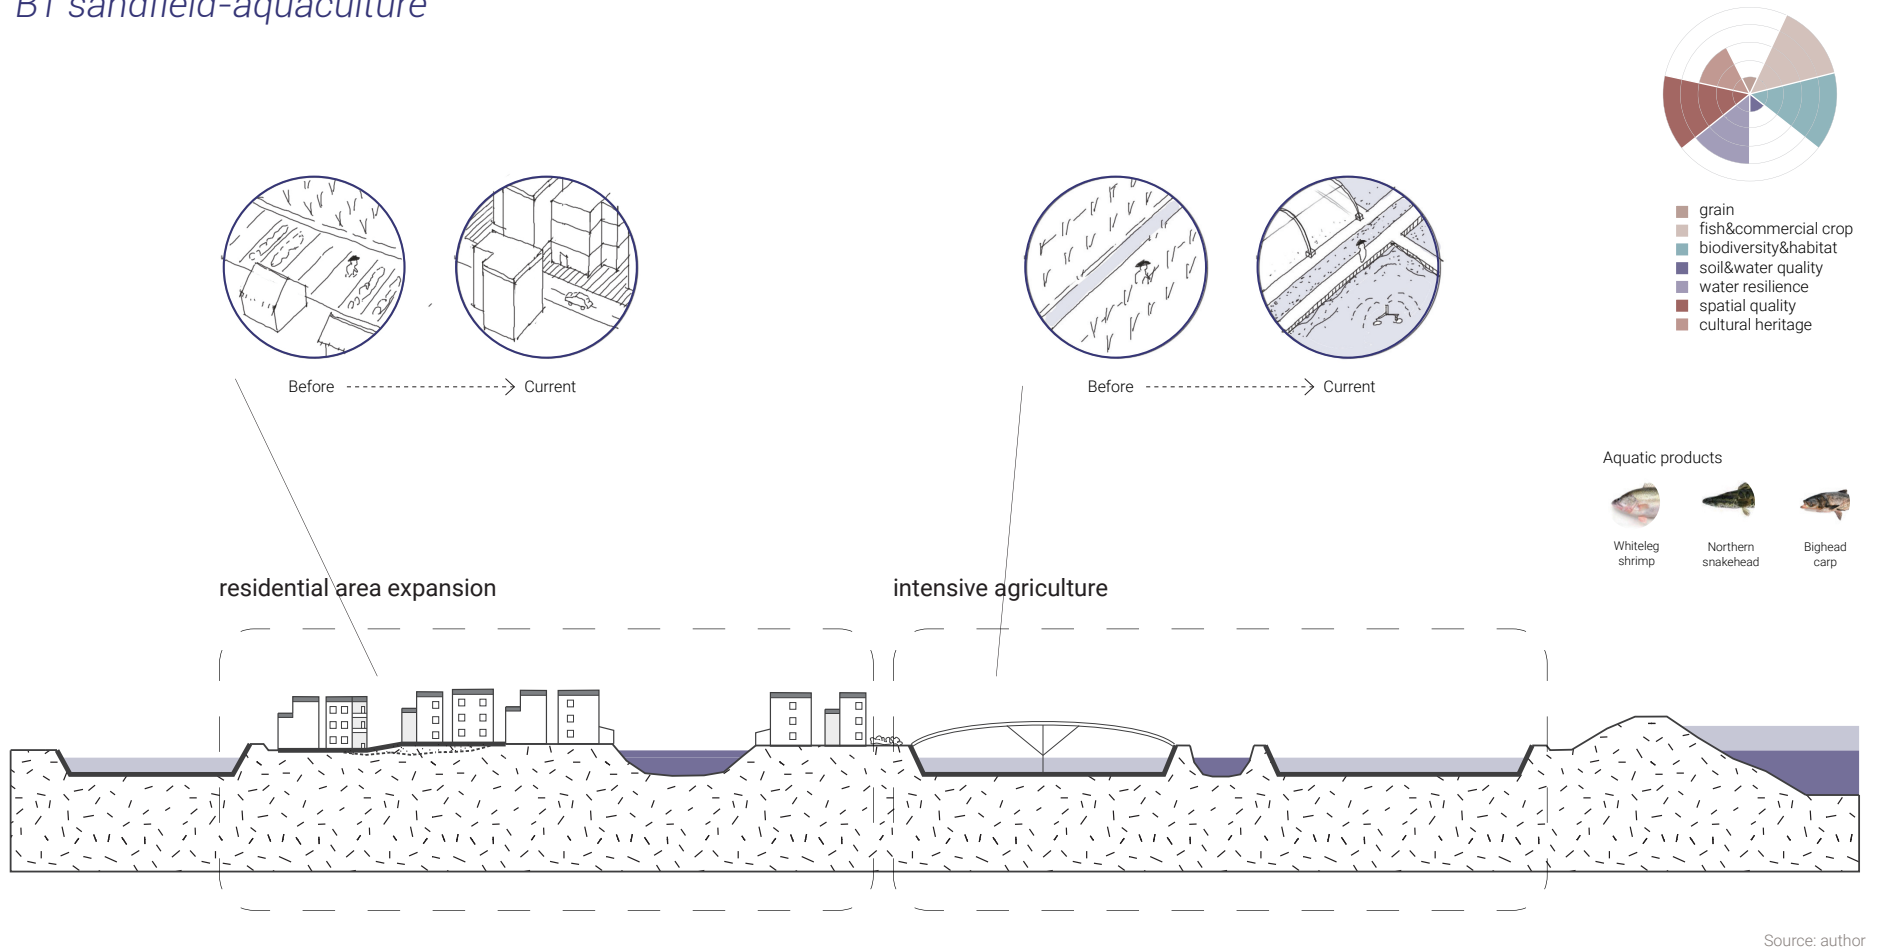 B1 sandfield-aquaculture
grain
fish&commercial crop
biodiversity&habitat
soil&water quality
water resilience
spatial quality
cultural heritage
Before
Current
Before
Current
Aquatic products
Whiteleg
shrimp
Northern
snakehead
Bighead
carp
residential area expansion
intensive agriculture
Source: author